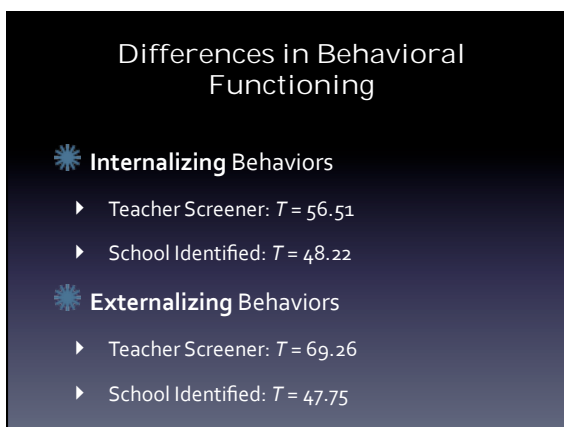 Differences in Behavioral
Functioning
Internalizing Behaviors
Teacher Screener: T = 56.51
School Identified: T = 48.22
Externalizing Behaviors
Teacher Screener: T = 69.26
School Identified: T = 47.75